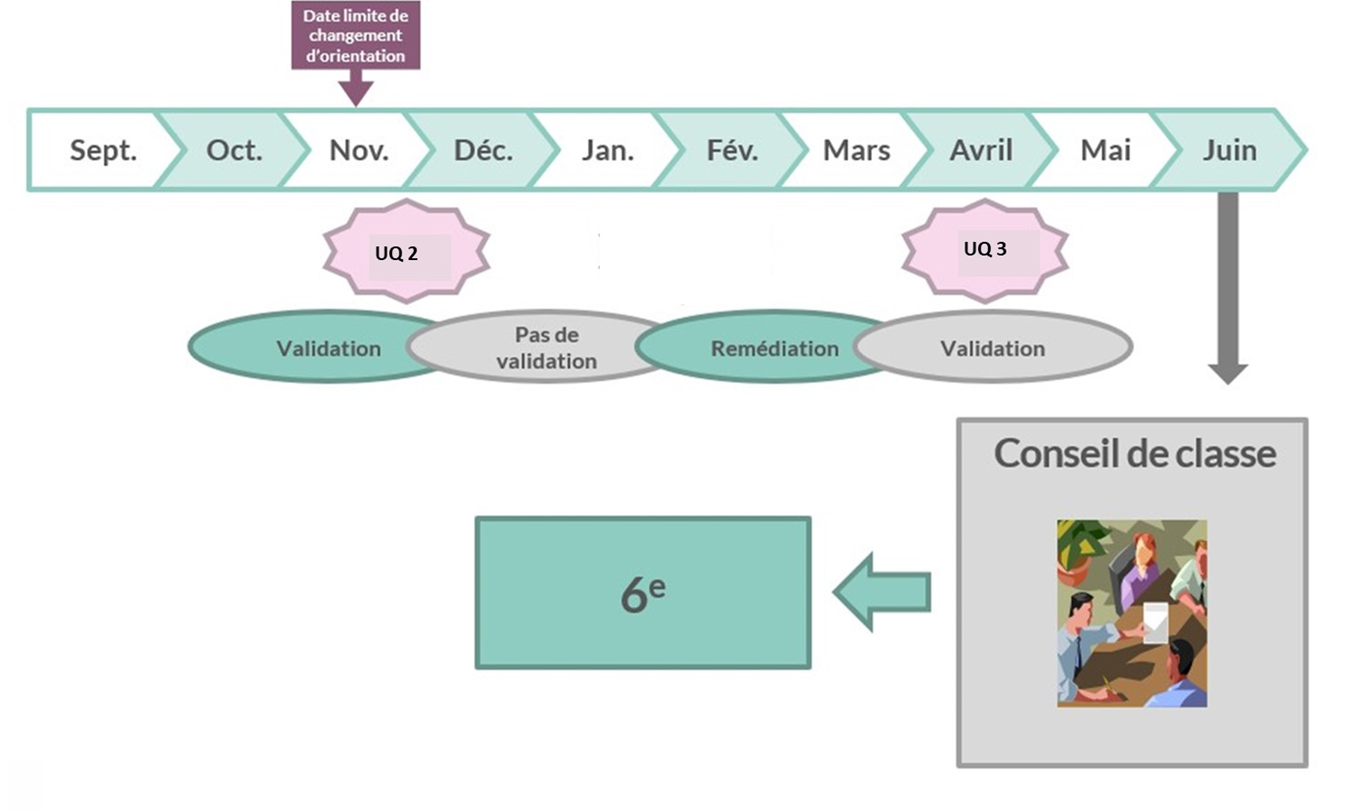 Date limite de
changement
d'orientation
Sept. Oct. Nov. Déc. Jan. Fév. Mars Avril Mai Juin
UQ 2 UQ 3
Validation
Pas de
validation
Remédiation
Validation
Conseil de classe
6e